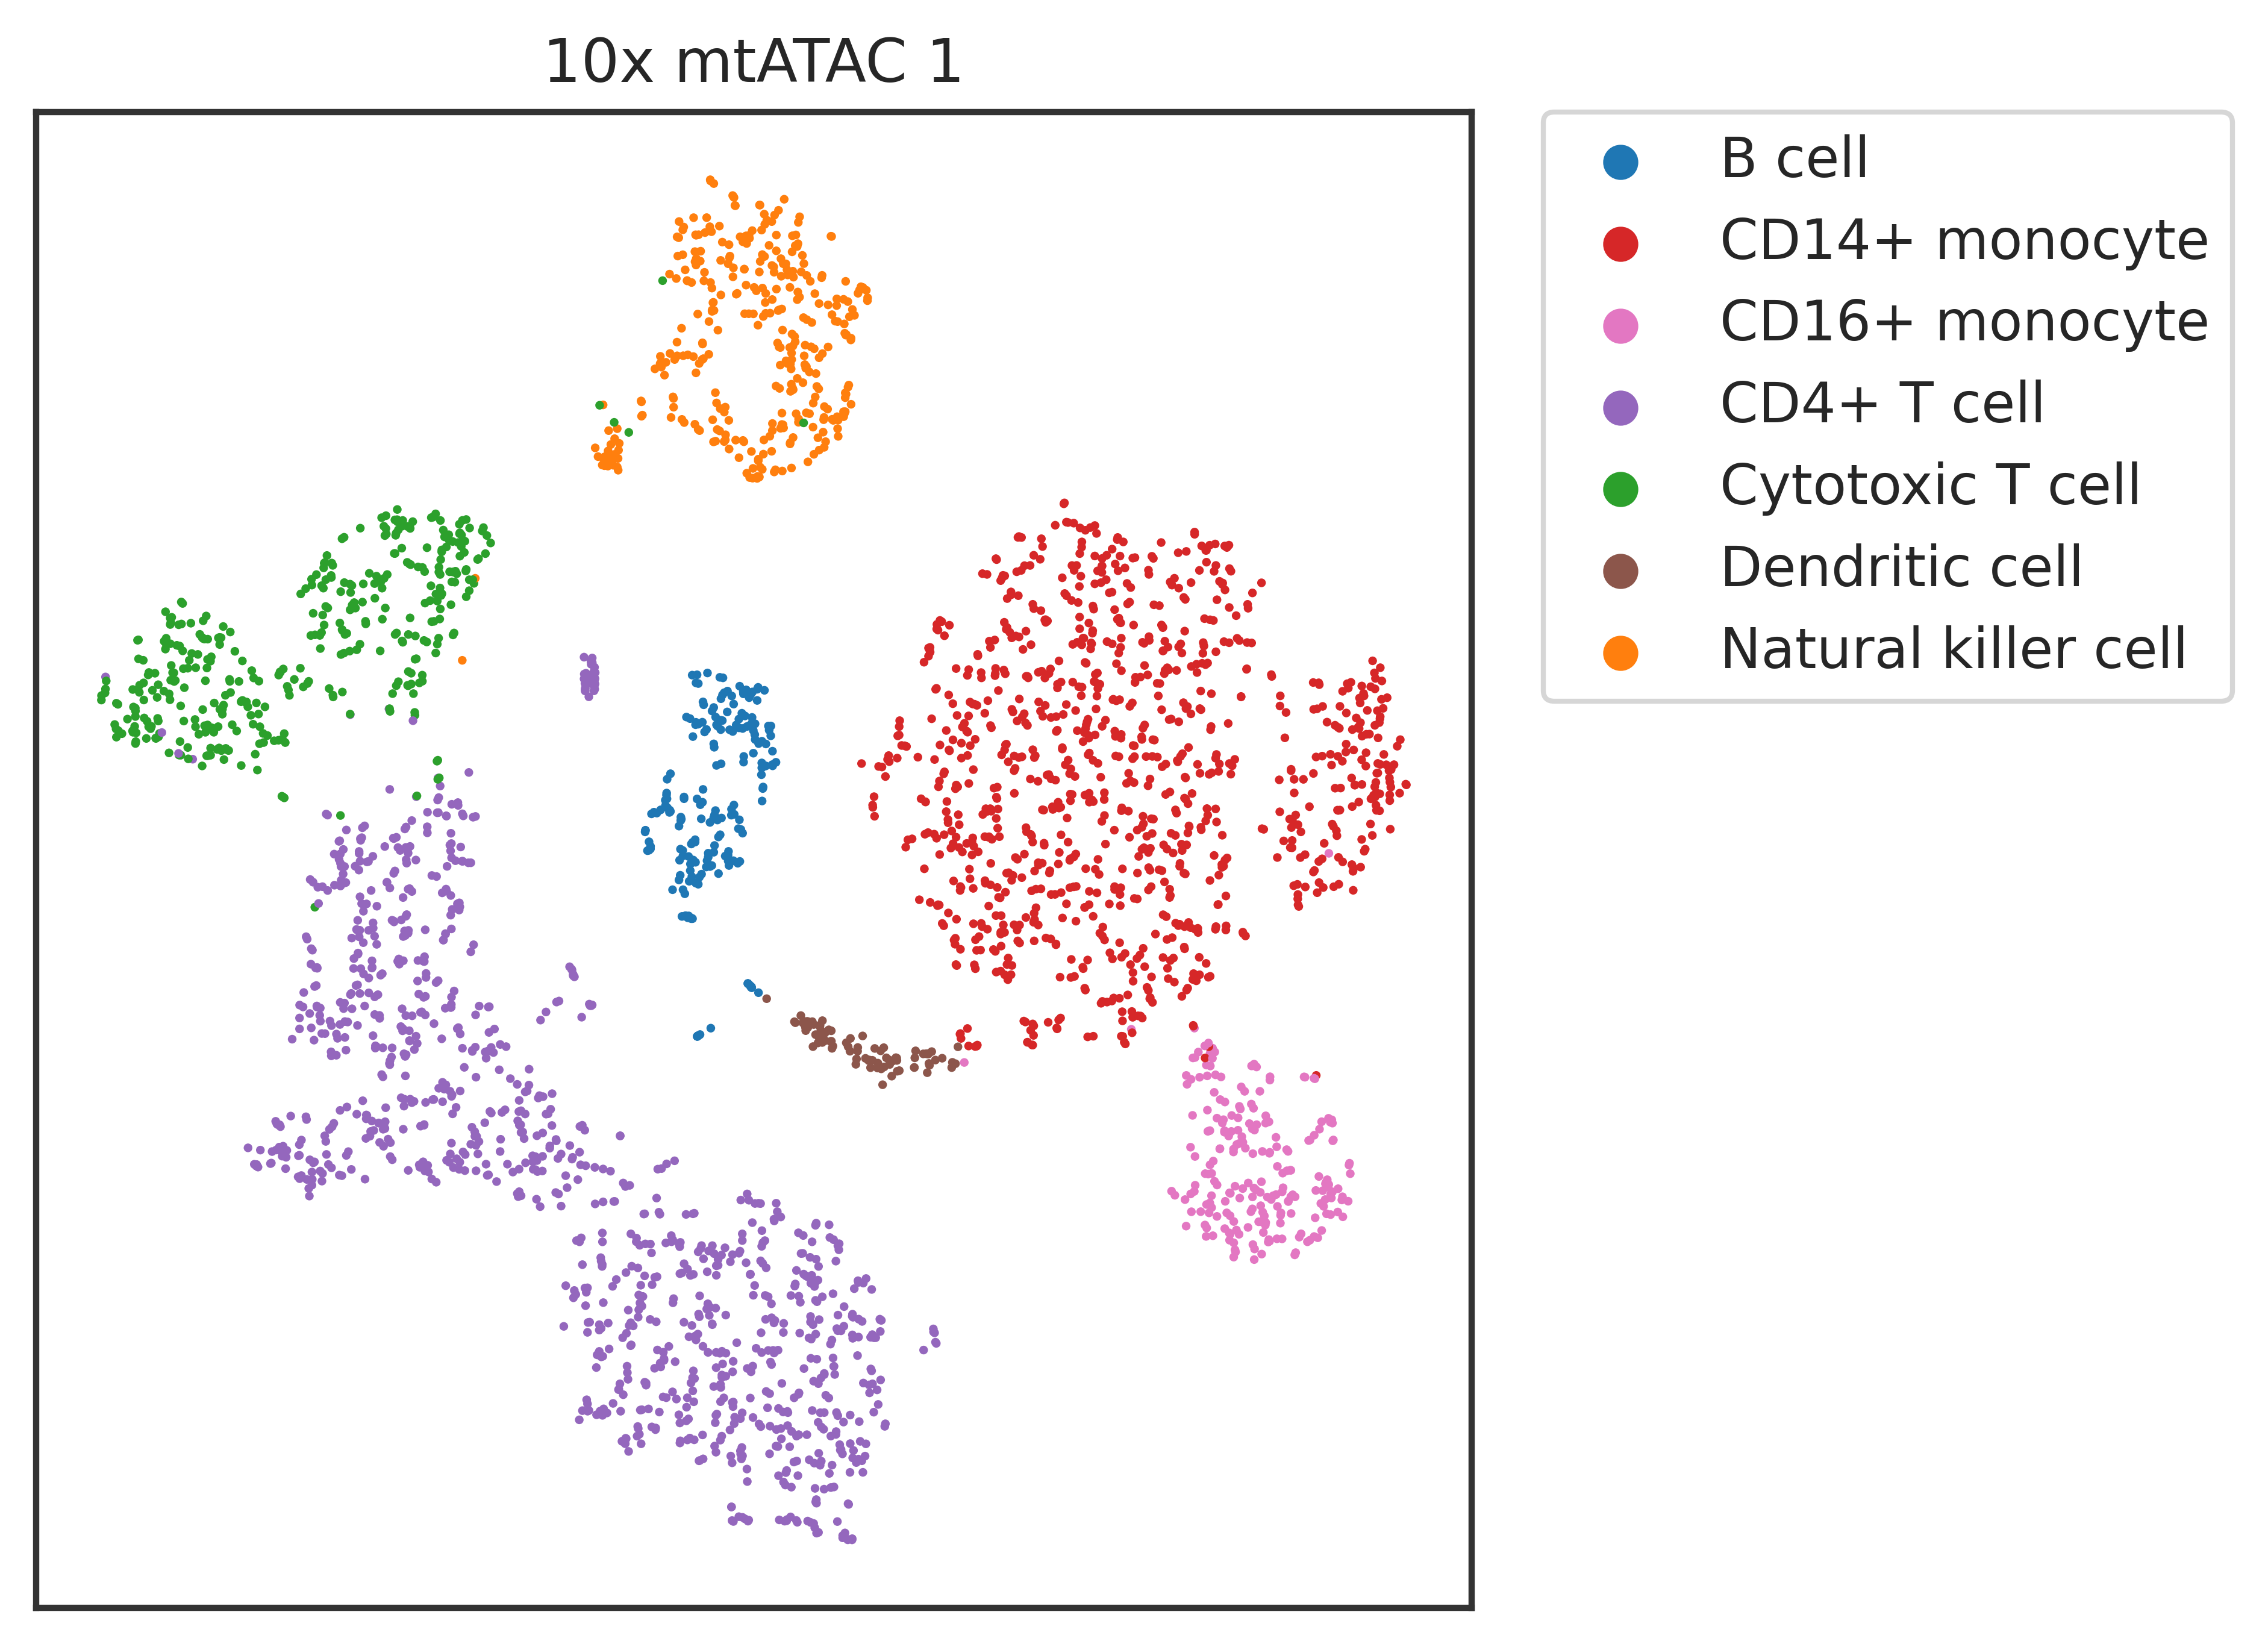 10x mtATAC 1
B cell
CD14+ monocyte
CD16+ monocyte
CD4+ T cell
Cytotoxic T cell
Dendritic cell
Natural killer cell